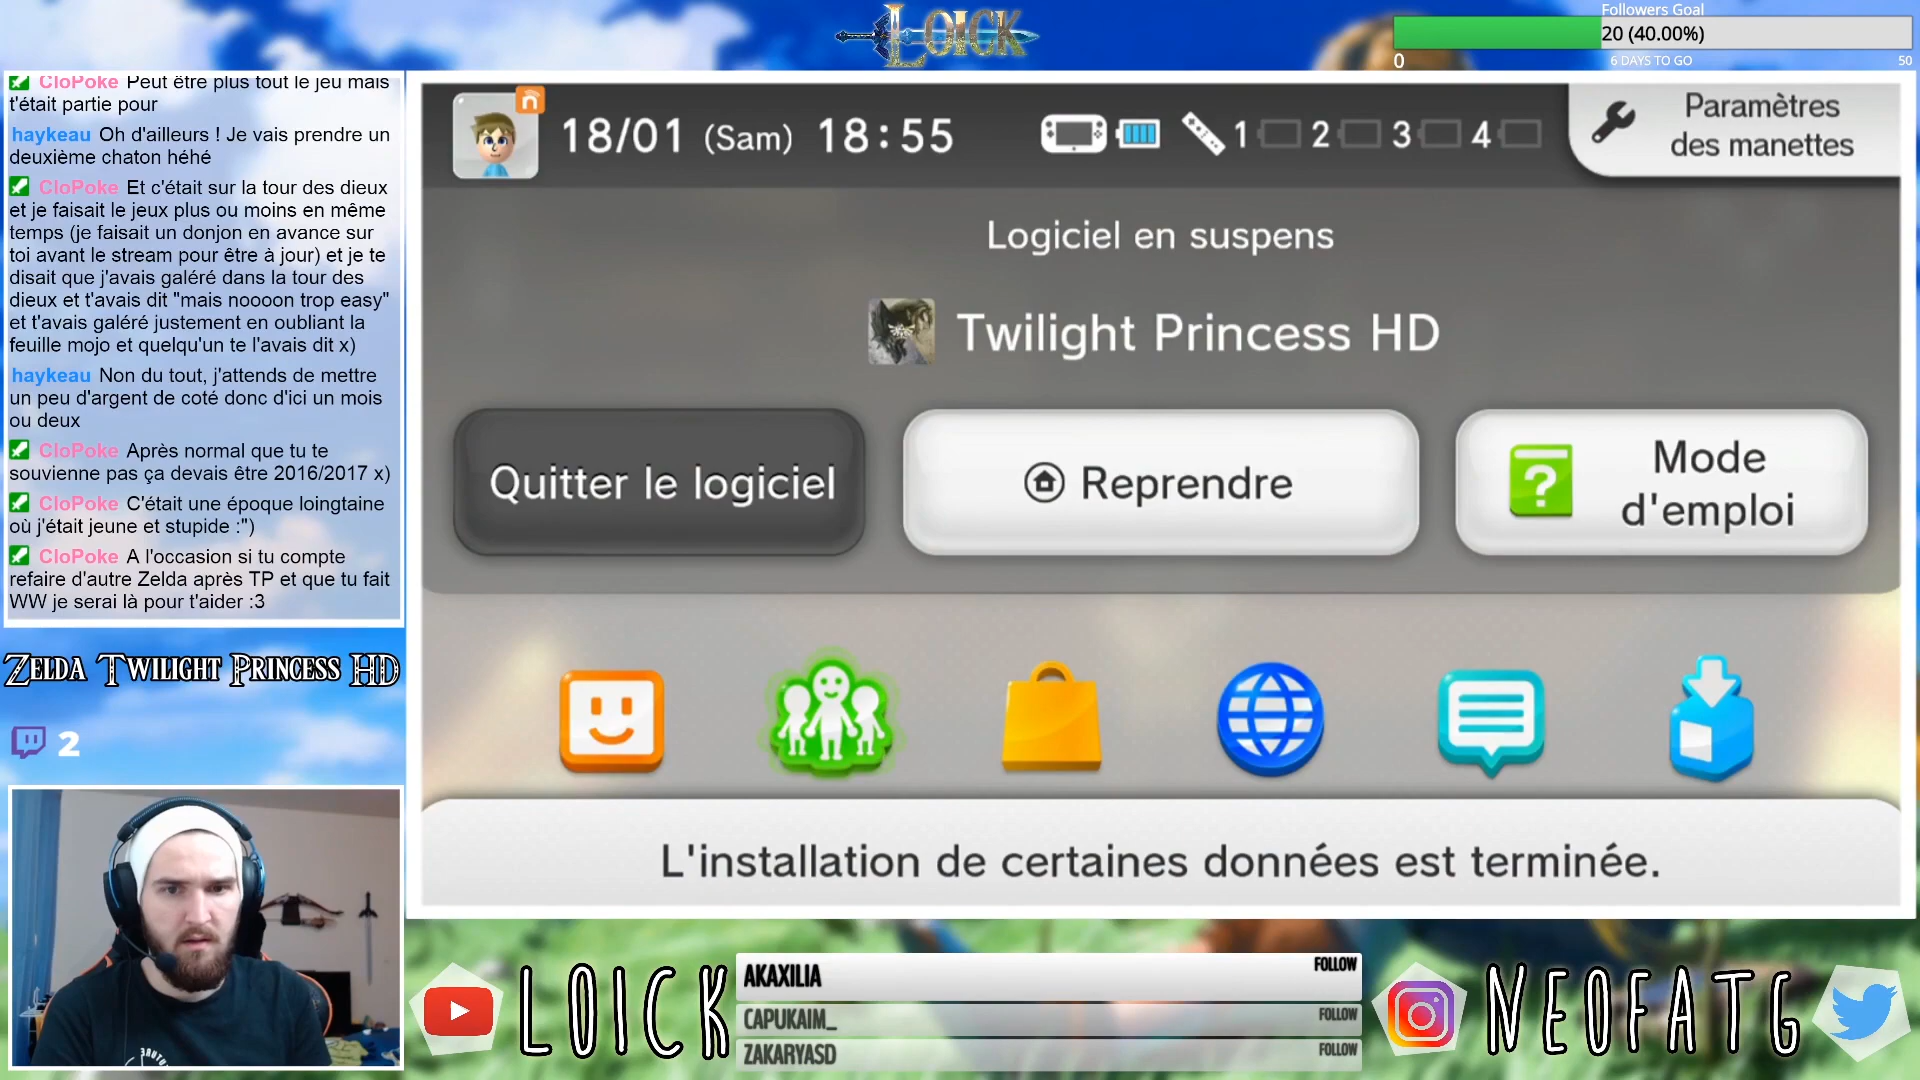 LOICK
Followers Goal
20 (40.00%)
0
6 DAYS TO GO
50
CloPoke Peut être plus tout le jeu mais
t'était partie pour
haykeau Oh d'ailleurs ! Je vais prendre un
deuxième chaton héhé
CloPoke Et c'était sur la tour des dieux
et je faisait le jeux plus ou moins en même
temps (je faisait un donjon en avance sur
toi avant le stream pour être à jour) et je te
disait que j'avais galéré dans la tour des
dieux et t'avais dit "mais noooon trop easy"
et t'avais galéré justement en oubliant la
feuille mojo et quelqu'un te l'avais dit x)
haykeau Non du tout, j'attends de mettre
un peu d'argent de coté donc d'ici un mois
ou deux
CloPoke Après normal que tu te
souvienne pas ça devais être 2016/2017 x)
CloPoke C'était une époque loingtaine
où j'était jeune et stupide :")
CloPoke A l'occasion si tu compte
refaire d'autre Zelda après TP et que tu fait
WW je serai là pour t'aider :3
ZELDA TWILIGHT PRINCESS HD
2
18/01 (Sam) 18:55
1 2 3 4
Paramètres
des manettes
Logiciel en suspens
Twilight Princess HD
Quitter le logiciel
Reprendre
?
Mode
d'emploi
L'installation de certaines données est terminée.
LOICK
AKAXILIA FOLLOW
CAPUKAIM_ FOLLOW
ZAKARYASD FOLLOW
NEOFATG